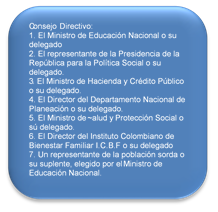 Consejo Directivo:
1. El Ministro de Educación Nacional o su
delegado
2. El representante de la Presidencia de la
República para la Política Social o su
delegado.
3. El Ministro de Hacienda y Crédito Público
o su delegado.
4. El Director del Departamento Nacional de
Planeación o su delegado.
5. El Ministro de ~alud y Protección Social o
sú delegado.
6. El Director del Instituto Colombiano de
Bienestar Familiar I.C.B.F o su delegado
7. Un representante de la población sorda o
su suplente, elegido por el Ministro de
Educación Nacional.